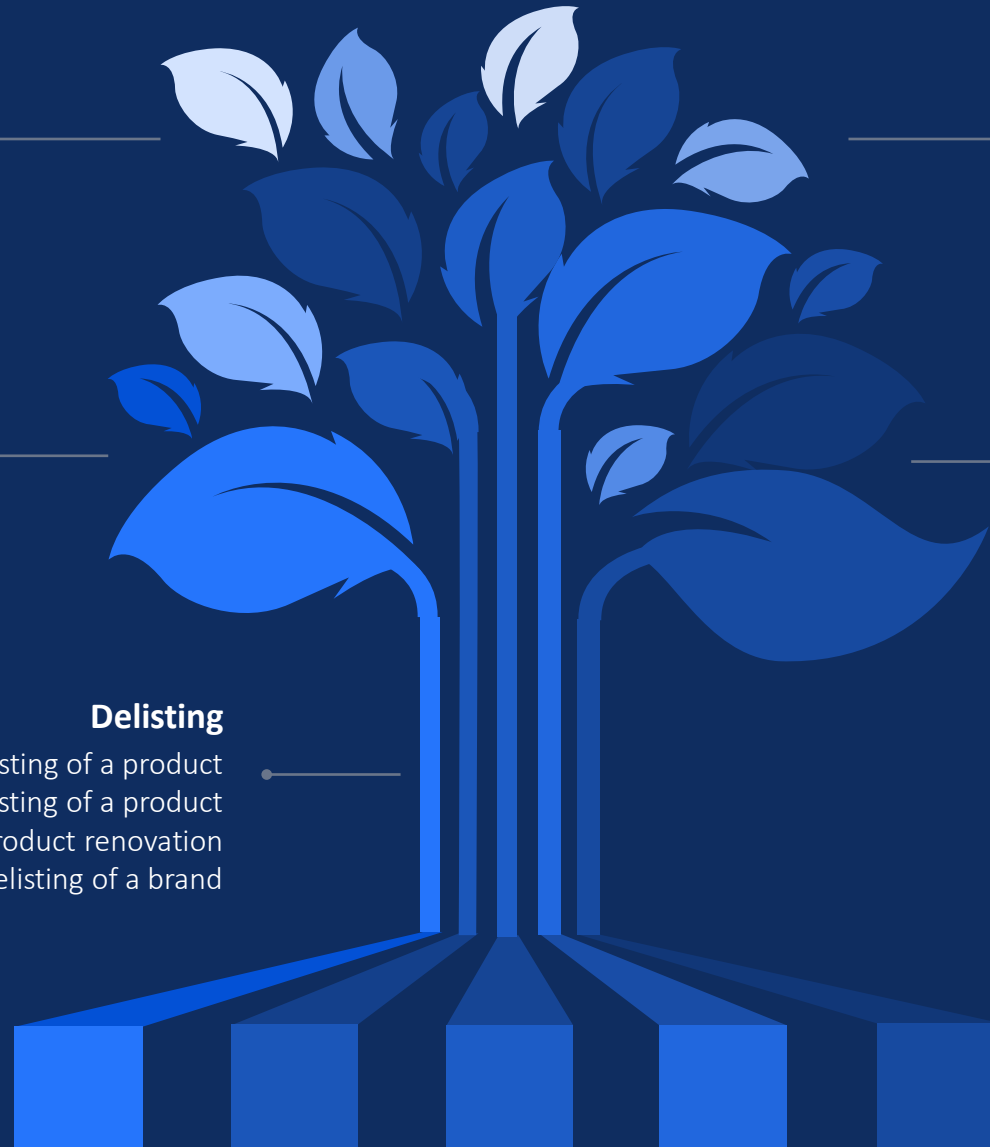 Delisting
sting of a product
sting of a product
roduct renovation
elisting of a brand